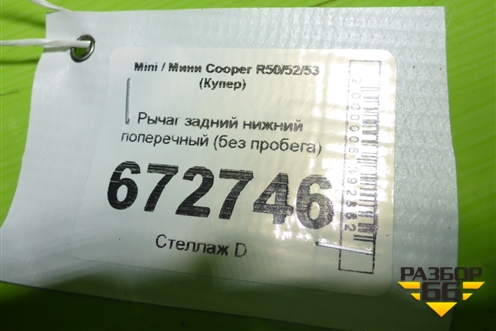 Mini / Мини Cooper R50/52/53
(Купер)
Рычаг задний нижний
поперечный (без пробега)
672746
Стеллаж D
РАЗБОР
66